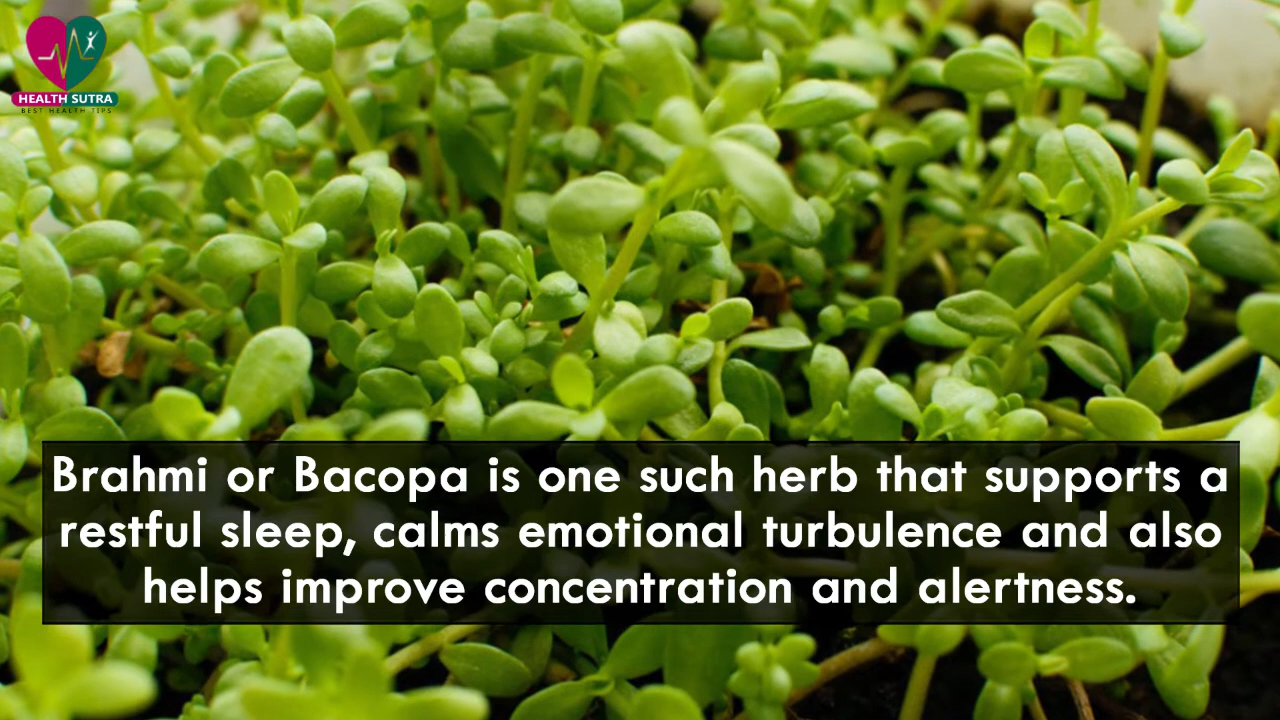 HEALTH SUTRA
BEST HEALTH TIPS
Brahmi or Bacopa is one such herb that supports a
restful sleep, calms emotional turbulence and also
helps improve concentration and alertness.